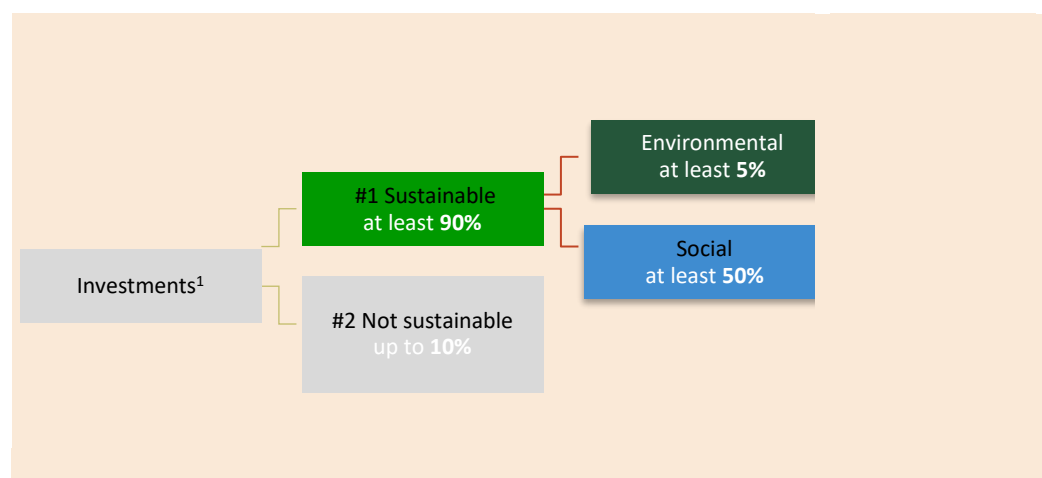 Environmental
at least 5%
#1 Sustainable
at least 90%
Social
at least 50%
Investments¹
#2 Not sustainable
up to 10%